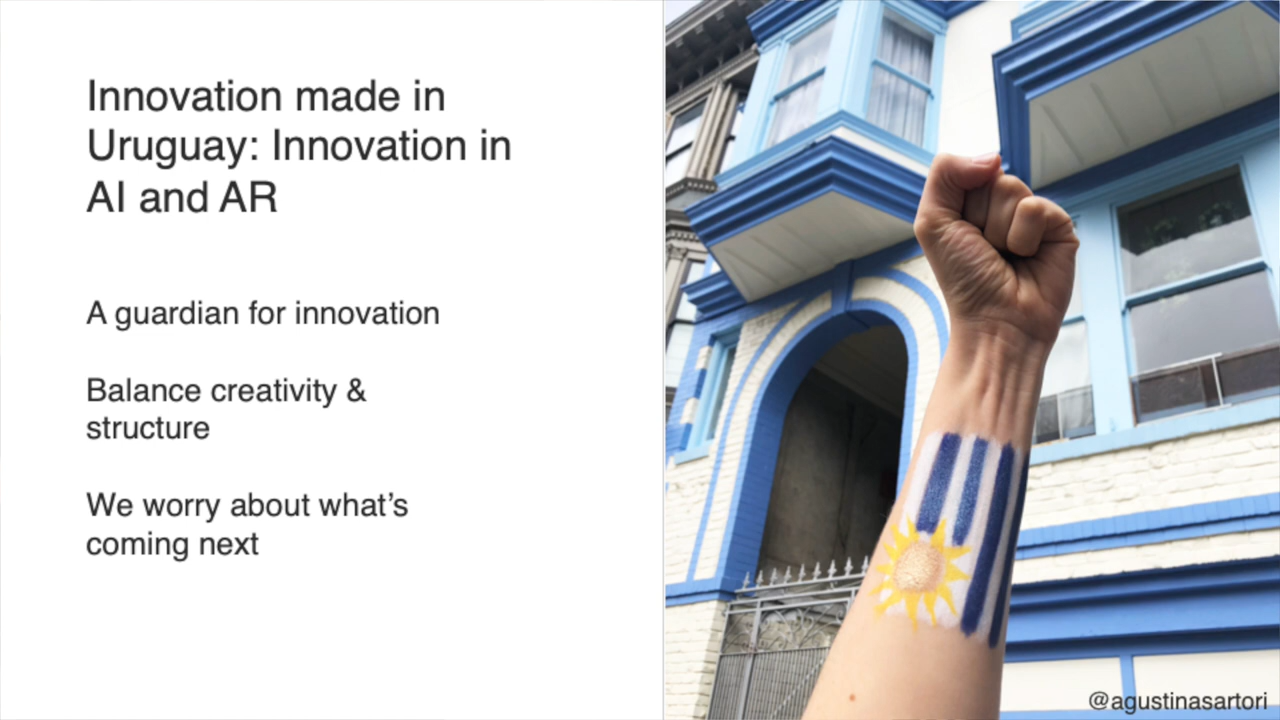 Innovation made in
Uruguay: Innovation in
AI and AR
A guardian for innovation
Balance creativity &
structure
We worry about what’s
coming next
@agustinasartori